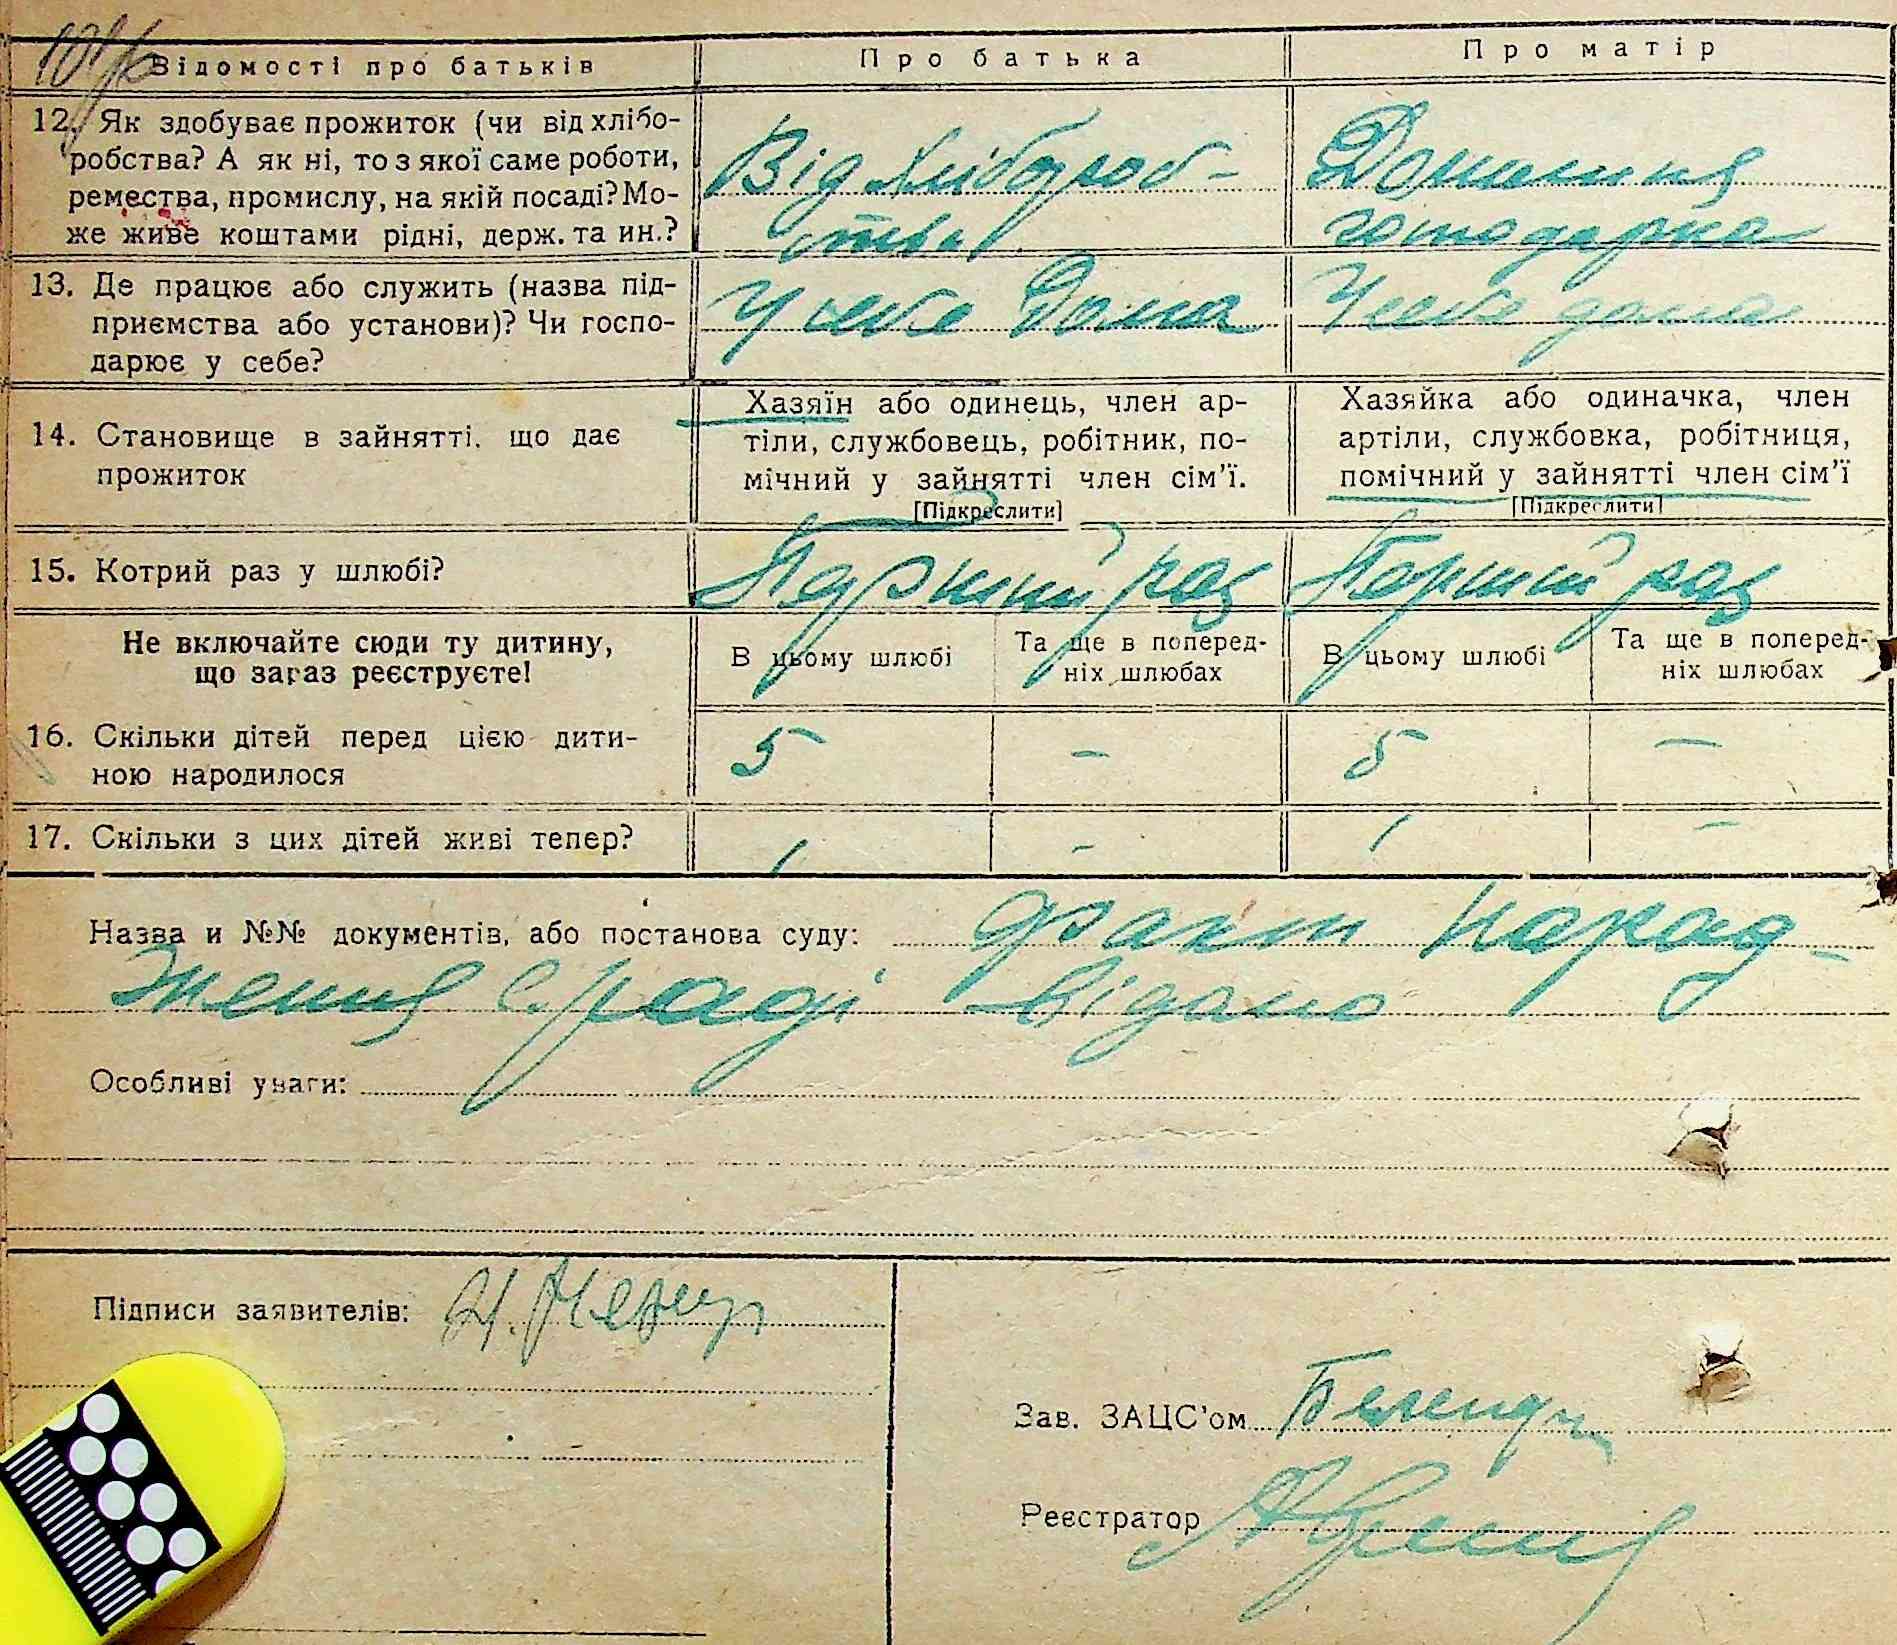 Відомості про батьків
Про батька
Про матір
12. Як здобуває прожиток (чи від хлібо-
робства? А як ні, то з якої саме роботи,
ремества, промислу, на якій посаді? Мо-
же живе коштами рідні, держ. та ин.?
Від хлібороб-
ства
Домашня
господарка
13. Де працює або служить (назва під-
приємства або установи)? Чи госпо-
дарює у себе?
У себе дома
У себе дома
14. Становище в зайнятті, що дає
прожиток
Хазяїн або одинець, член ар-
тіли, службовець, робітник, по-
мічний у зайнятті член сім'ї.
[Підкреслити]
Хазяйка або одиначка, член
артіли, службовка, робітниця,
помічний у зайнятті член сім'ї
[Підкреслити]
15. Котрий раз у шлюбі?
Перший раз
Перший раз
Не включайте сюди ту дитину,
що зараз реєструєте!
В цьому шлюбі
Та ще в поперед-
ніх шлюбах
В цьому шлюбі
Та ще в поперед-
ніх шлюбах
16. Скільки дітей перед цією дити-
ною народилося
5 - 5 -
17. Скільки з цих дітей живі тепер?
1 - 1 -
Назва и №№ документів, або постанова суду: Факт народ-
ження с/раді відомо
Особливі уваги:
Підписи заявителів:
Зав. ЗАЦС'ом
Реєстратор